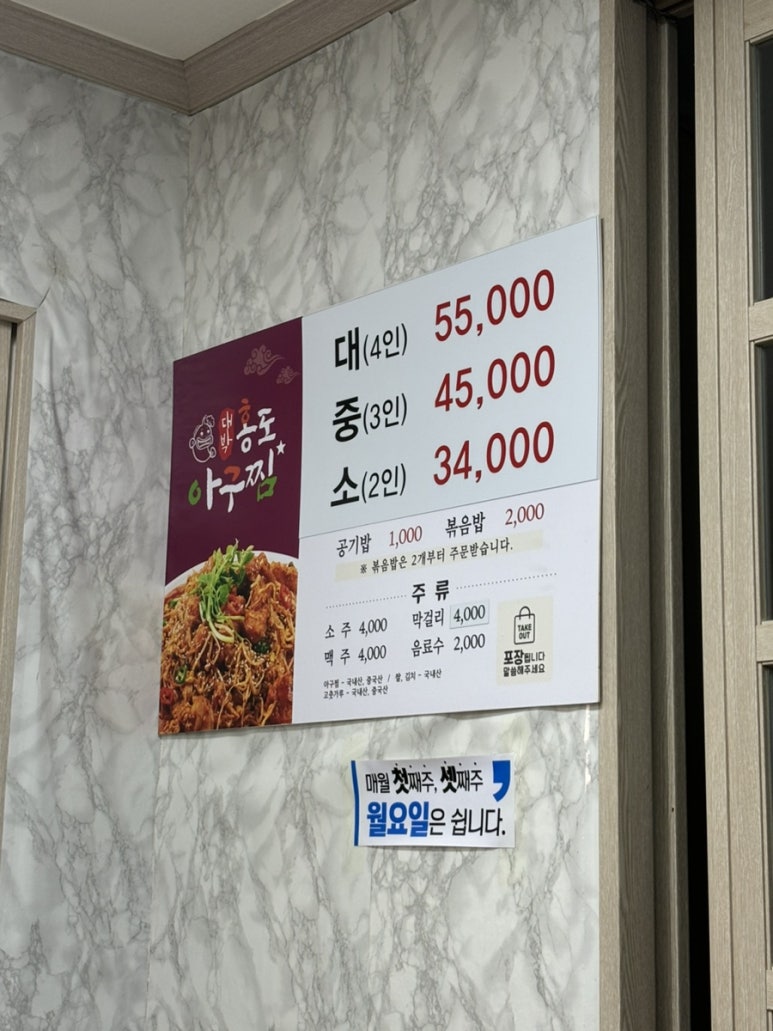 대박
홍도
아구찜
대(4인) 55,000
중(3인) 45,000
소(2인) 34,000
공기밥 1,000 볶음밥 2,000
※ 볶음밥은 2개부터 주문받습니다.
주 류
소 주 4,000 막걸리 4,000
맥 주 4,000 음료수 2,000
TAKE
OUT
포장됩니다
말씀해주세요
아구찜 - 국내산, 중국산 / 쌀, 김치 - 국내산
고춧가루 - 국내산, 중국산
매월 첫째주, 셋째주
월요일은 쉽니다.